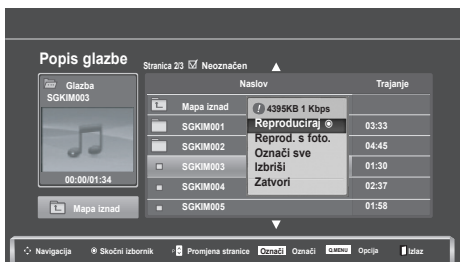 Popis glazbe
Stranica 2/3 ☑ Neoznačen
Glazba
SGKIM003
00:00/01:34
Mapa iznad
Naslov Trajanje
Mapa iznad
SGKIM001 03:33
SGKIM002 04:45
SGKIM003 01:30
SGKIM004 02:37
SGKIM005 01:58
4395KB 1 Kbps
Reproduciraj
Reprod. s foto.
Označi sve
Izbriši
Zatvori
Navigacija Skočni izbornik Promjena stranice Označi Označi Q.MENU Opcija Izlaz